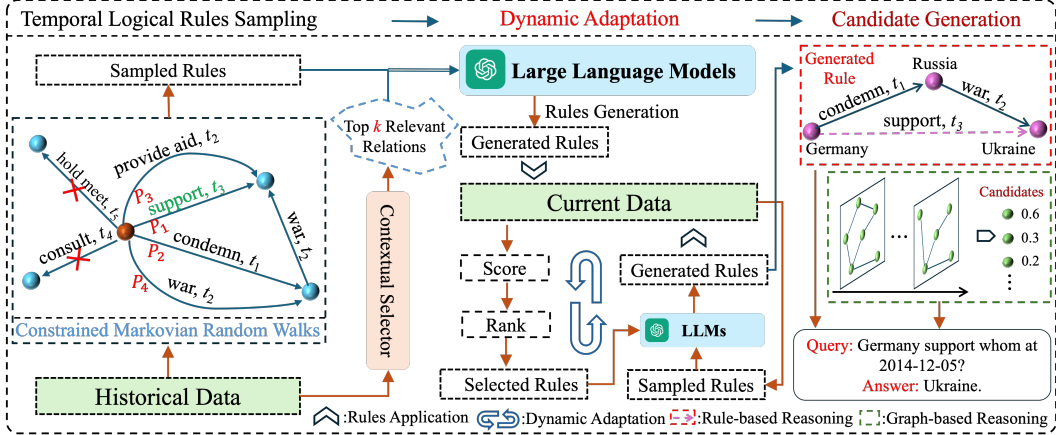 Temporal Logical Rules Sampling
Dynamic Adaptation
Candidate Generation
Sampled Rules
hold meet, t5
provide aid, t2
P3
support, t3
P1
consult, t4
P2
condemn, t1
P4
war, t2
war, t2
Constrained Markovian Random Walks
Historical Data
Top k Relevant
Relations
Contextual Selector
Large Language Models
Rules Generation
Generated Rules
Current Data
Score
Rank
Selected Rules
Generated Rules
LLMs
Sampled Rules
Generated
Rule
Russia
condemn, t1
war, t2
support, t3
Germany
Ukraine
Candidates
0.6
0.3
...
0.2
⋮
Query: Germany support whom at
2014-12-05?
Answer: Ukraine.
:Rules Application
:Dynamic Adaptation
:Rule-based Reasoning
:Graph-based Reasoning